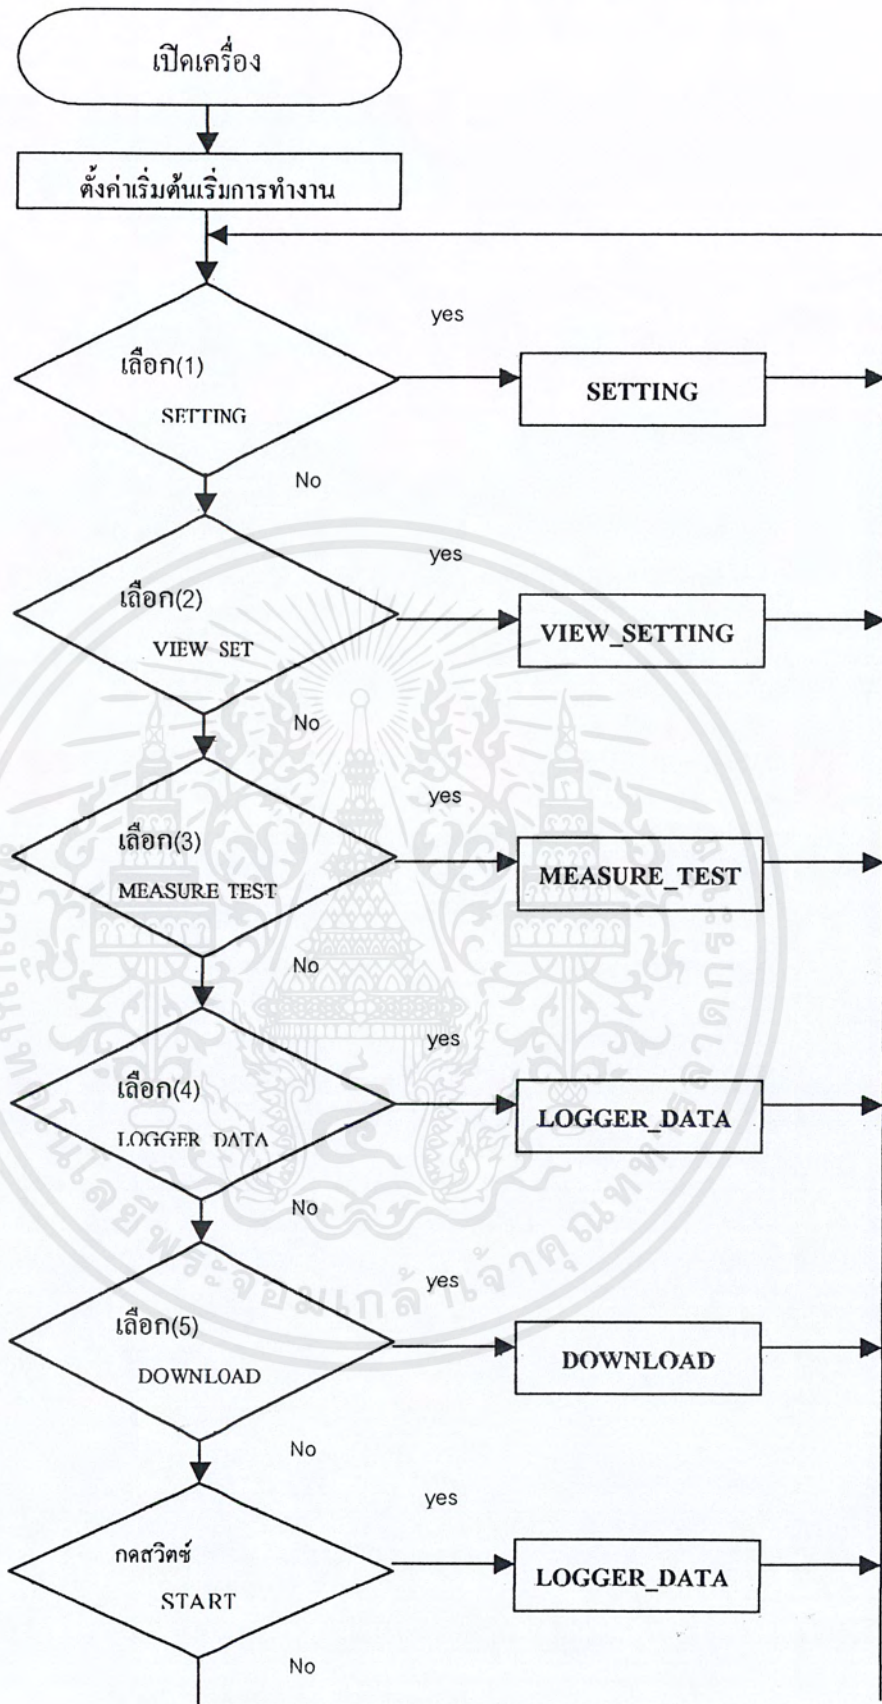 เปิดเครื่อง
ตั้งค่าเริ่มต้นเริ่มการทำงาน
yes
เลือก(1)
SETTING
SETTING
No
yes
เลือก(2)
VIEW SET
VIEW_SETTING
No
yes
เลือก(3)
MEASURE TEST
MEASURE_TEST
No
yes
เลือก(4)
LOGGER DATA
LOGGER_DATA
No
yes
เลือก(5)
DOWNLOAD
DOWNLOAD
No
yes
กดสวิตซ์
START
LOGGER_DATA
No